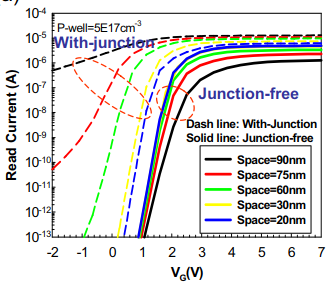 P-well=5E17cm⁻³
With-junction
Junction-free
Dash line: With-Junction
Solid line: Junction-free
Space=90nm
Space=75nm
Space=60nm
Space=30nm
Space=20nm
Read Current (A)
10⁻⁴
10⁻⁵
10⁻⁶
10⁻⁷
10⁻⁸
10⁻⁹
10⁻¹⁰
10⁻¹¹
10⁻¹²
10⁻¹³
-2 -1 0 1 2 3 4 5 6 7
V_G(V)